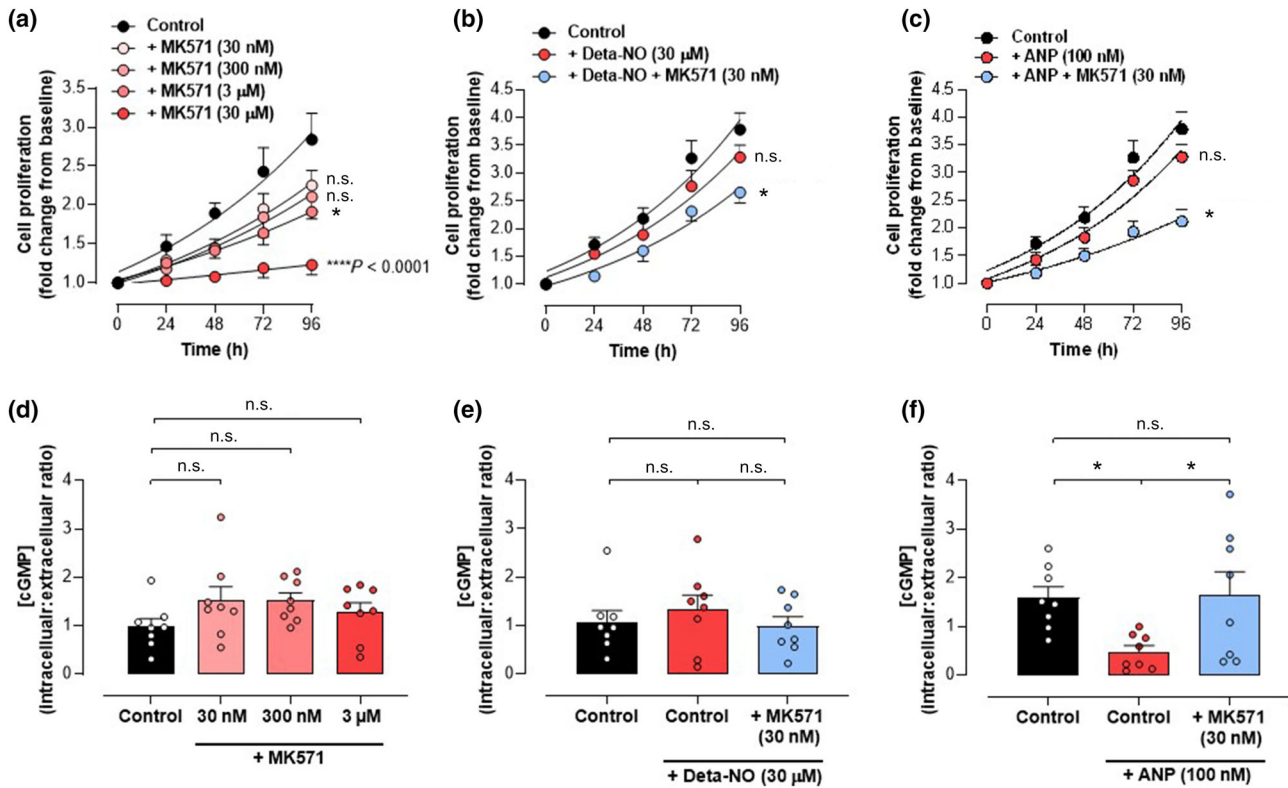 (a)
Control
+ MK571 (30 nM)
+ MK571 (300 nM)
+ MK571 (3 µM)
+ MK571 (30 µM)
Cell proliferation
(fold change from baseline)
3.5
3.0
2.5
2.0
1.5
1.0
n.s.
n.s.
*
****P < 0.0001
0 24 48 72 96
Time (h)
(b)
Control
+ Deta-NO (30 µM)
+ Deta-NO + MK571 (30 nM)
Cell proliferation
(fold change from baseline)
4.5
4.0
3.5
3.0
2.5
2.0
1.5
1.0
n.s.
*
0 24 48 72 96
Time (h)
(c)
Control
+ ANP (100 nM)
+ ANP + MK571 (30 nM)
Cell proliferation
(fold change from baseline)
4.5
4.0
3.5
3.0
2.5
2.0
1.5
1.0
n.s.
*
0 24 48 72 96
Time (h)
(d)
n.s.
n.s.
n.s.
[cGMP]
(Intracellualr:extracellualr ratio)
4
3
2
1
0
Control 30 nM 300 nM 3 µM
+ MK571
(e)
n.s.
n.s. n.s.
[cGMP]
(Intracellualr:extracellualr ratio)
4
3
2
1
0
Control Control + MK571
(30 nM)
+ Deta-NO (30 µM)
(f)
n.s.
* *
[cGMP]
(Intracellualr:extracellualr ratio)
4
3
2
1
0
Control Control + MK571
(30 nM)
+ ANP (100 nM)